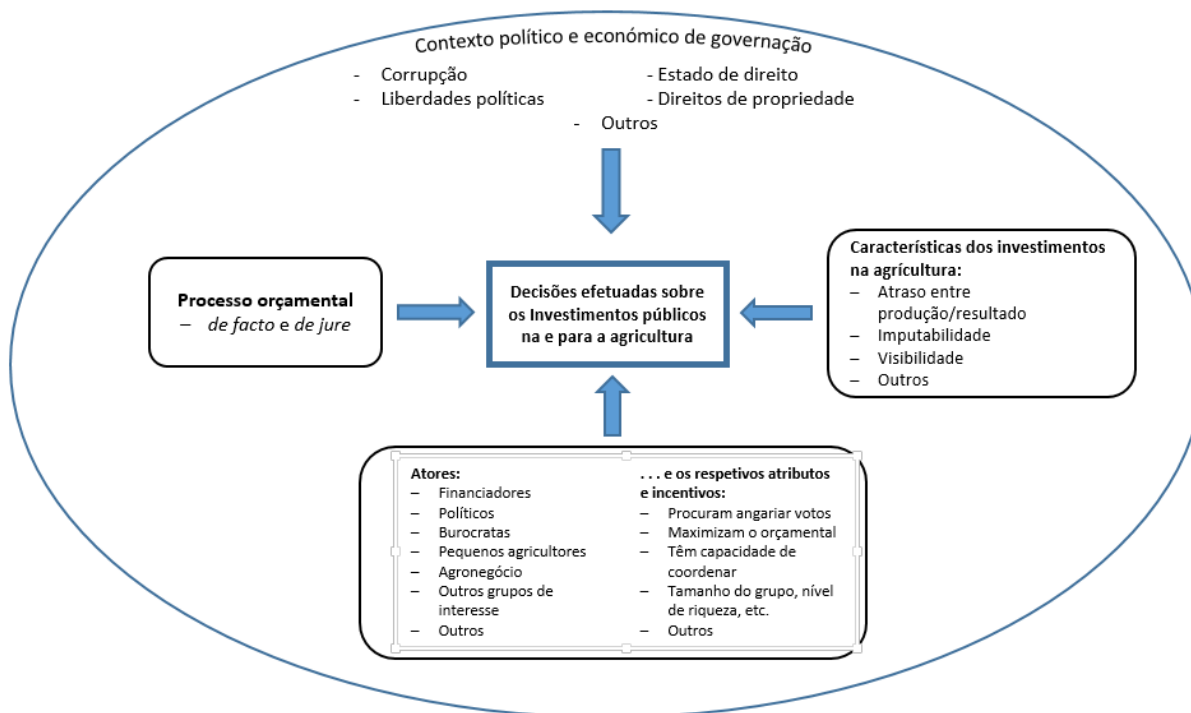 Contexto político e económico de governação
- Corrupção
- Liberdades políticas
- Estado de direito
- Direitos de propriedade
- Outros
Processo orçamental
– de facto e de jure
Decisões efetuadas sobre
os Investimentos públicos
na e para a agricultura
Características dos investimentos
na agrícultura:
– Atraso entre
produção/resultado
– Imputabilidade
– Visibilidade
– Outros
Atores:
– Financiadores
– Políticos
– Burocratas
– Pequenos agricultores
– Agronegócio
– Outros grupos de
interesse
– Outros
. . . e os respetivos atributos
e incentivos:
– Procuram angariar votos
– Maximizam o orçamental
– Têm capacidade de
coordenar
– Tamanho do grupo, nível
de riqueza, etc.
– Outros